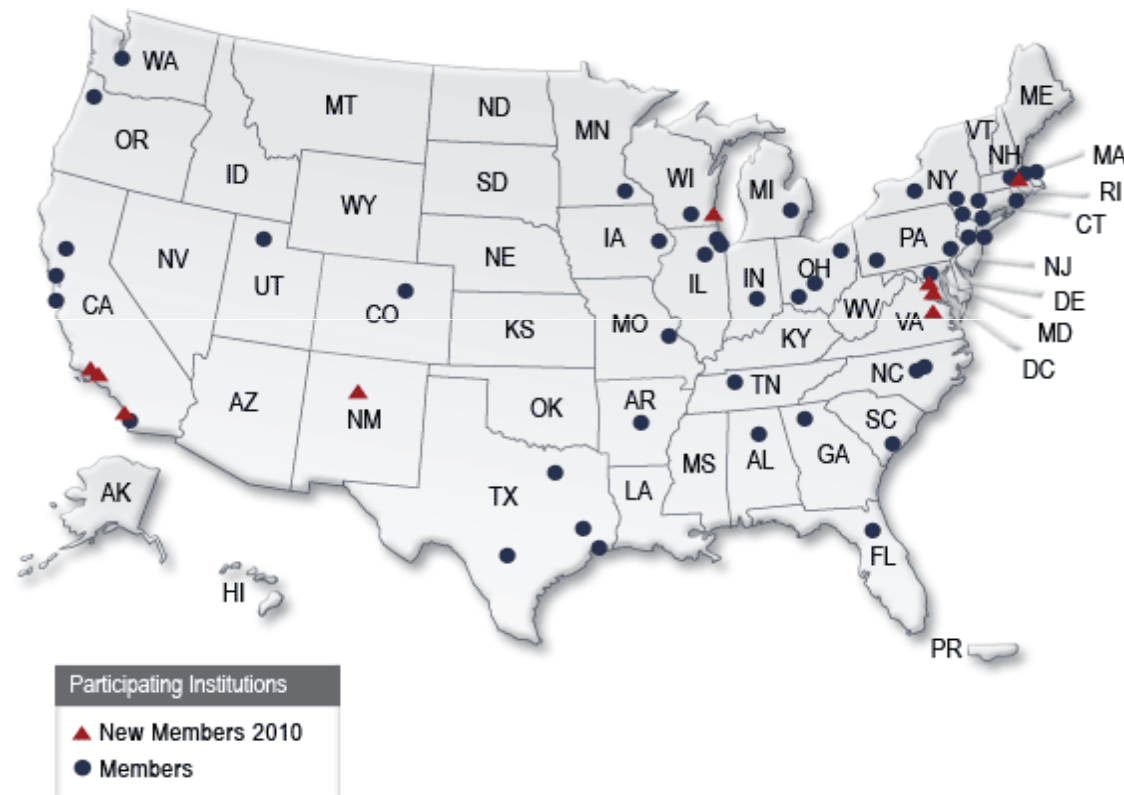 WA
MT
ND
MN
ME
VT
NH
MA
OR
ID
SD
WI
MI
NY
RI
WY
CT
IA
PA
NV
NE
NJ
UT
IL
IN
OH
DE
CA
CO
WV
VA
MD
KS
MO
KY
DC
AZ
NM
OK
AR
TN
NC
SC
MS
AL
GA
AK
TX
LA
FL
HI
PR
Participating Institutions
New Members 2010
Members